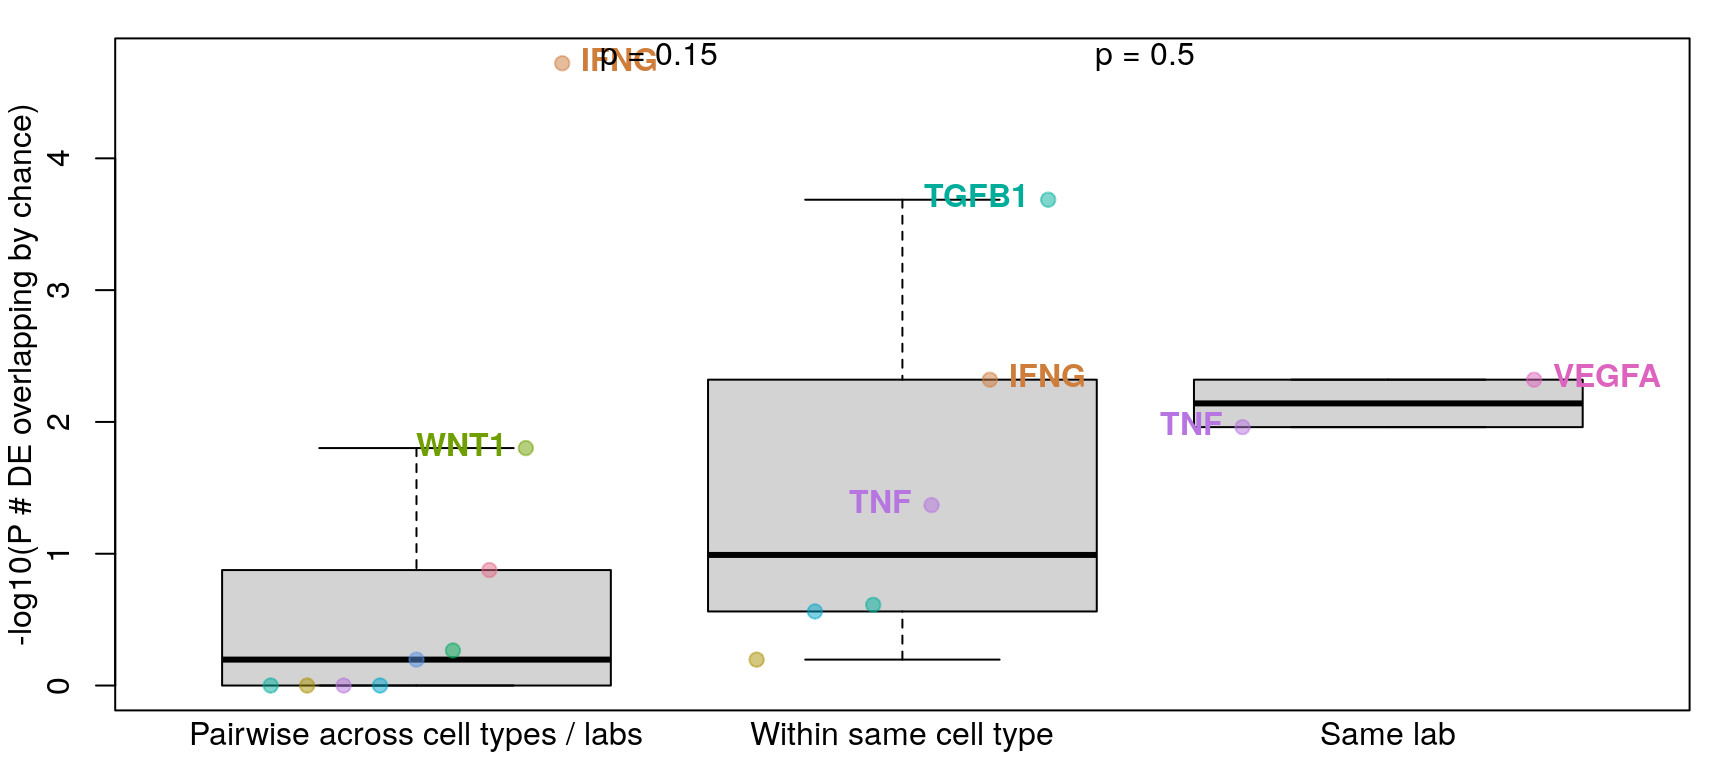 IFNG
p = 0.15
p = 0.5
-log10(P # DE overlapping by chance)
4
3
2
1
0
TGFB1
IFNG
VEGFA
TNF
WNT1
TNF
Pairwise across cell types / labs
Within same cell type
Same lab